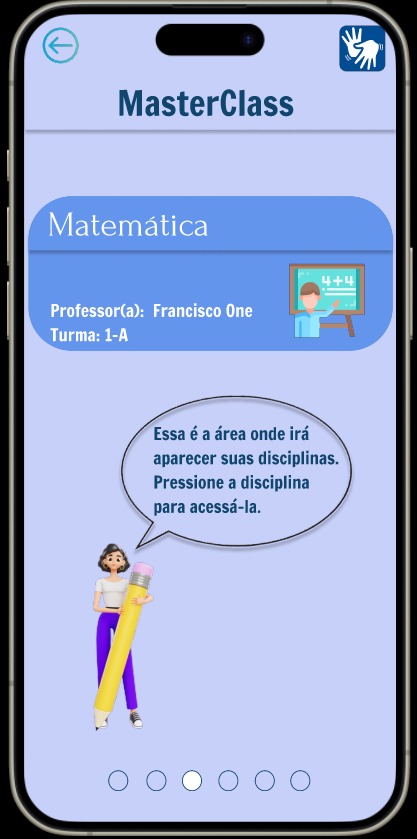 MasterClass
Matemática
4+4
Professor(a): Francisco One
Turma: 1-A
Essa é a área onde irá
aparecer suas disciplinas.
Pressione a disciplina
para acessá-la.